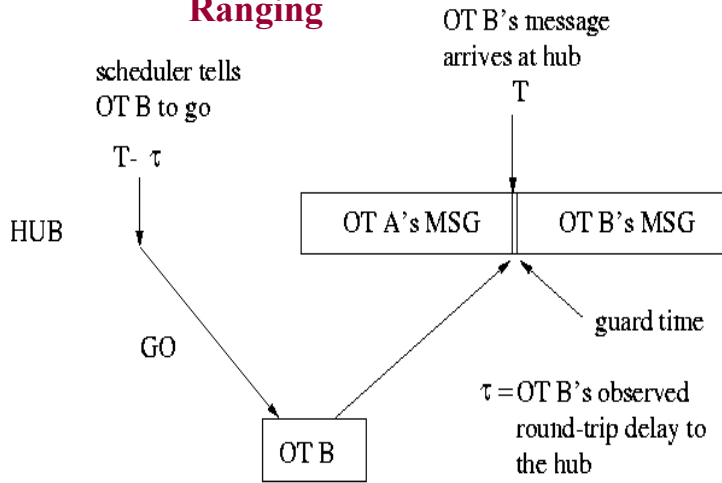 Ranging
OT B's message
arrives at hub
T
scheduler tells
OT B to go
T- τ
HUB
OT A's MSG
OT B's MSG
GO
guard time
OT B
τ = OT B's observed
round-trip delay to
the hub